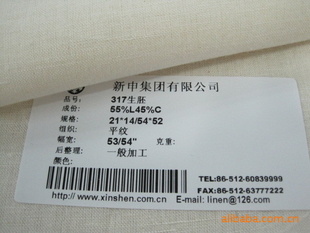 新申集团有限公司
品号: 317生胚
成份: 55%L45%C
规格: 21*14/54*52
组织: 平纹
幅宽: 53/54" 克重:
后整理: 一般加工
颜色:
TEL:86-512-60839999
FAX:86-512-63777222
http://www.xinshen.com.cn E-mail: linen@126.com
alibaba.com.cn